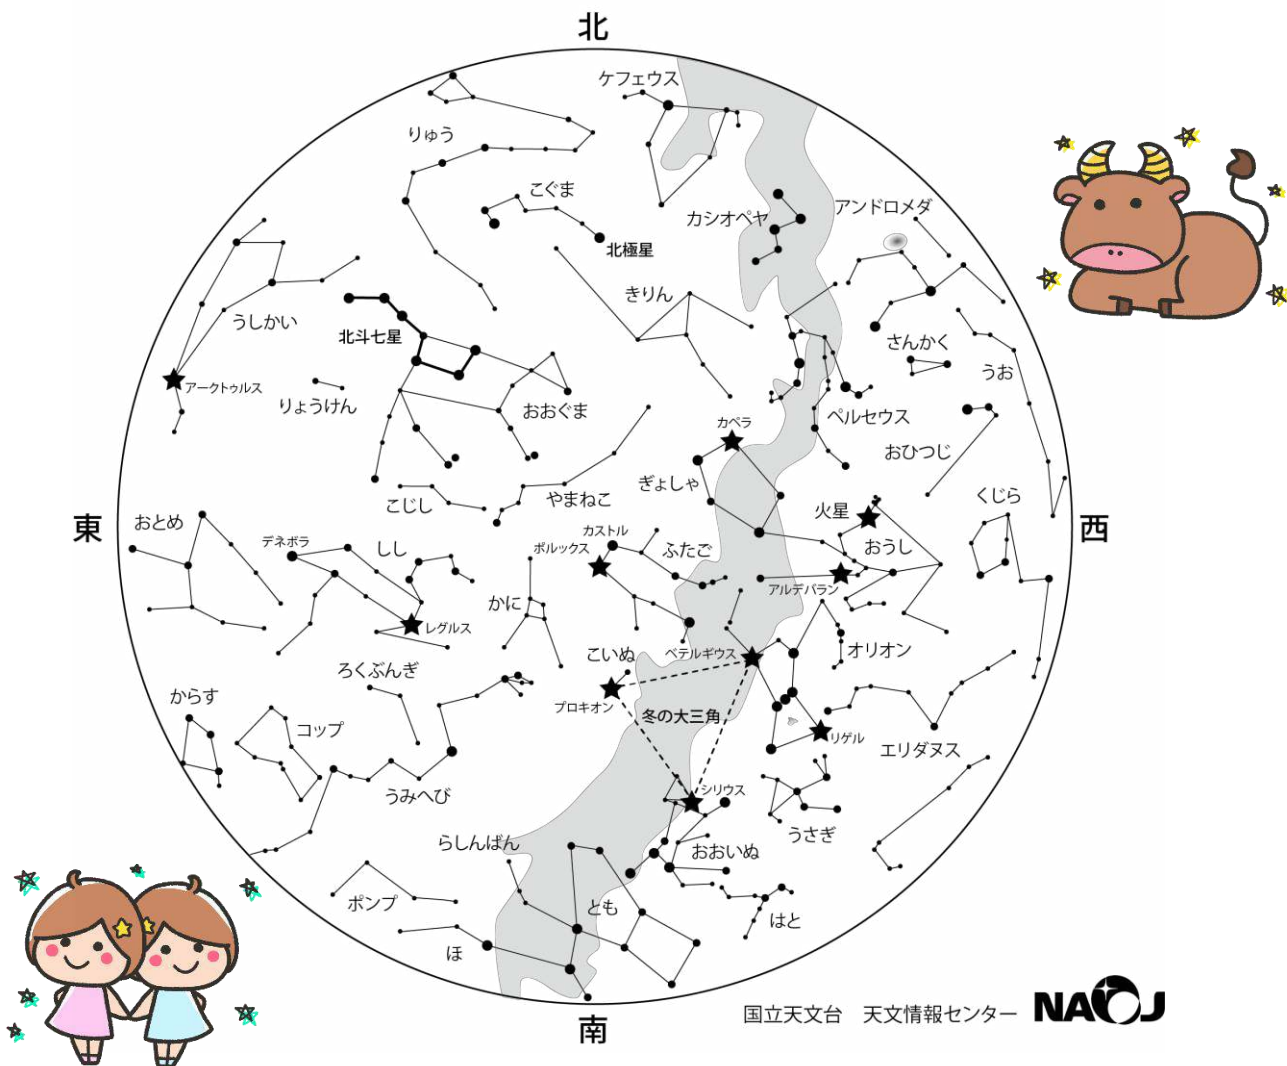 北
ケフェウス
りゅう
こぐま
カシオペヤ
アンドロメダ
北極星
きりん
うしかい
北斗七星
さんかく
うお
アークトゥルス
りょうけん
おおぐま
ペルセウス
カペラ
おひつじ
ぎょしゃ
やまねこ
こじし
くじら
火星
東
おとめ
西
デネボラ
しし
カストル
ポルックス
ふたご
おうし
アルデバラン
かに
レグルス
こいぬ
ベテルギウス
オリオン
ろくぶんぎ
からす
プロキオン
冬の大三角
コップ
リゲル
エリダヌス
うみへび
シリウス
うさぎ
らしんばん
おおいぬ
ポンプ
とも
はと
ほ
南
国立天文台 天文情報センター
NAOJ